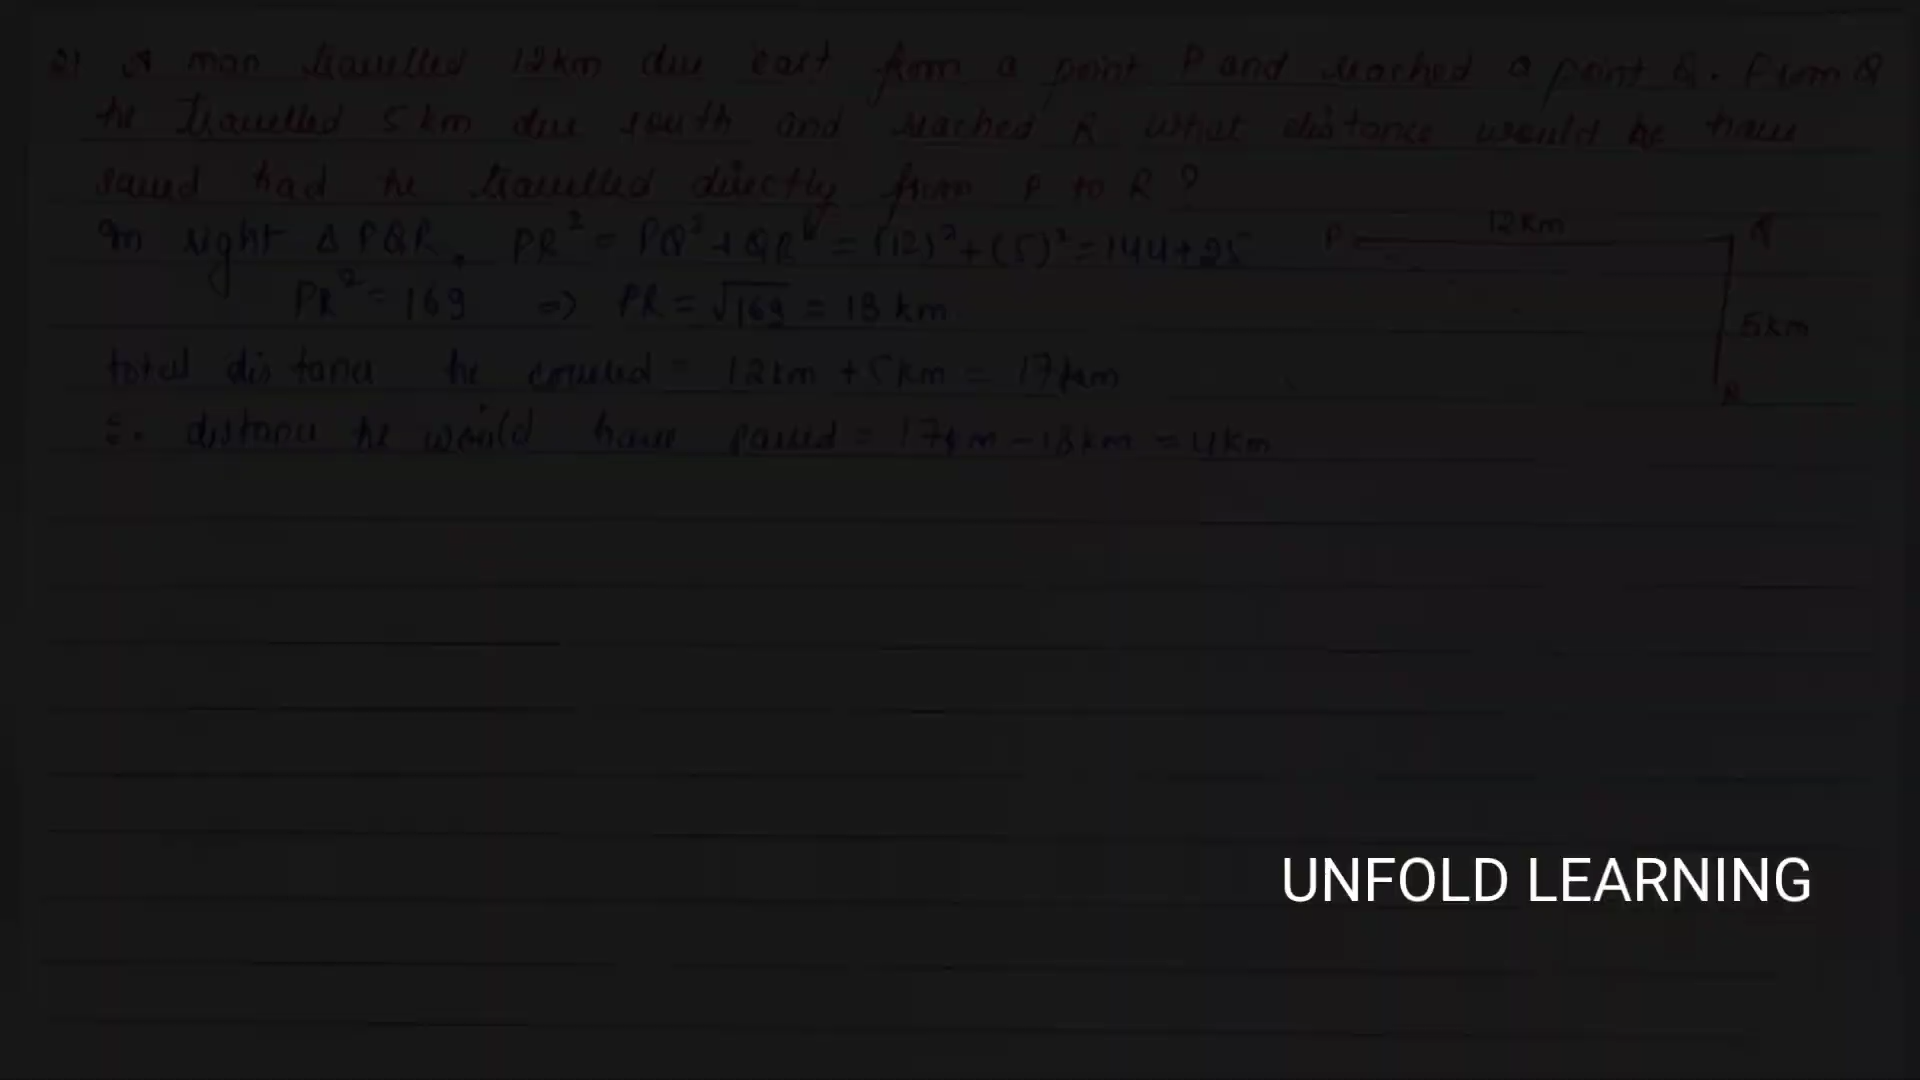 Q1 A man travelled 12km due east from a point P and reached a point Q. From Q
he travelled 5km due south and reached R what distance would he have
saved had he travelled directly from P to R?
In right Δ PQR, PR² = PQ² + QR² = (12)² + (5)² = 144 + 25
P 12km Q
PR² = 169 => PR = √169 = 13 km
5km
total distance he covered = 12km + 5km = 17km
R
∴ distance he would have saved = 17km - 13km = 4km
UNFOLD LEARNING